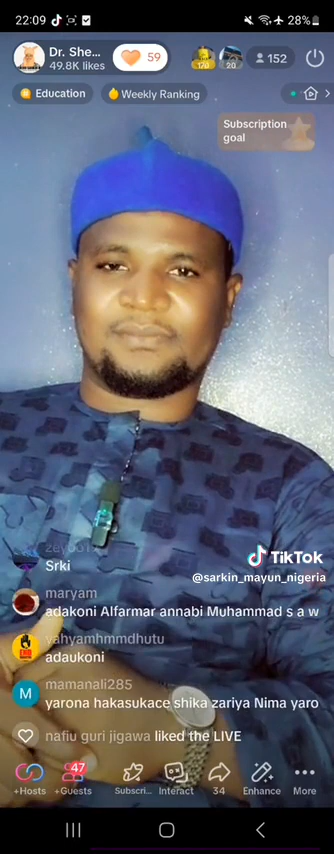 22:09
28%
Dr. She...
49.8K likes
59
170
20
152
Education
Weekly Ranking
Subscription
goal
TikTok
@sarkin_mayun_nigeria
Srki
maryam
adakoni Alfarmar annabi Muhammad s a w
yahyamhmmdhutu
adaukoni
M
mamanali285
yarona hakasukace shika zariya Nima yaro
nafiu guri jigawa liked the LIVE
47
+Hosts
+Guests
Subscri...
Interact
34
Enhance
More